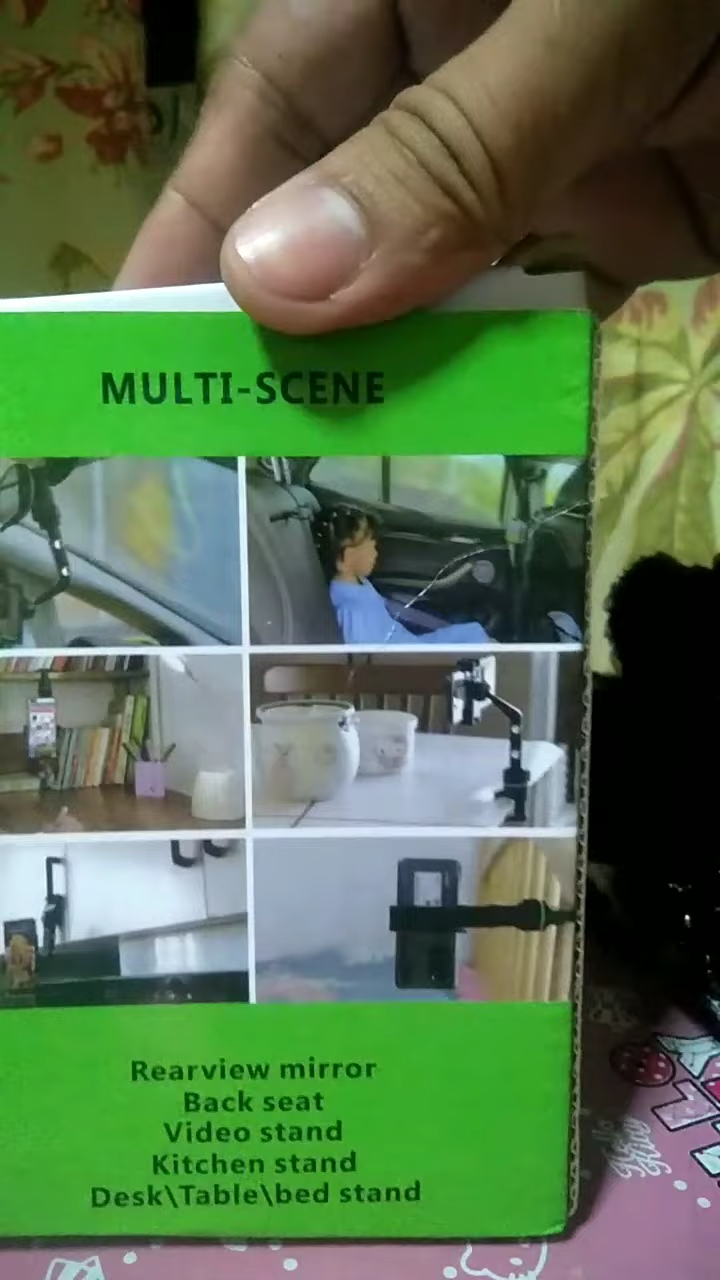 MULTI-SCENE
Rearview mirror
Back seat
Video stand
Kitchen stand
Desk\Table\bed stand